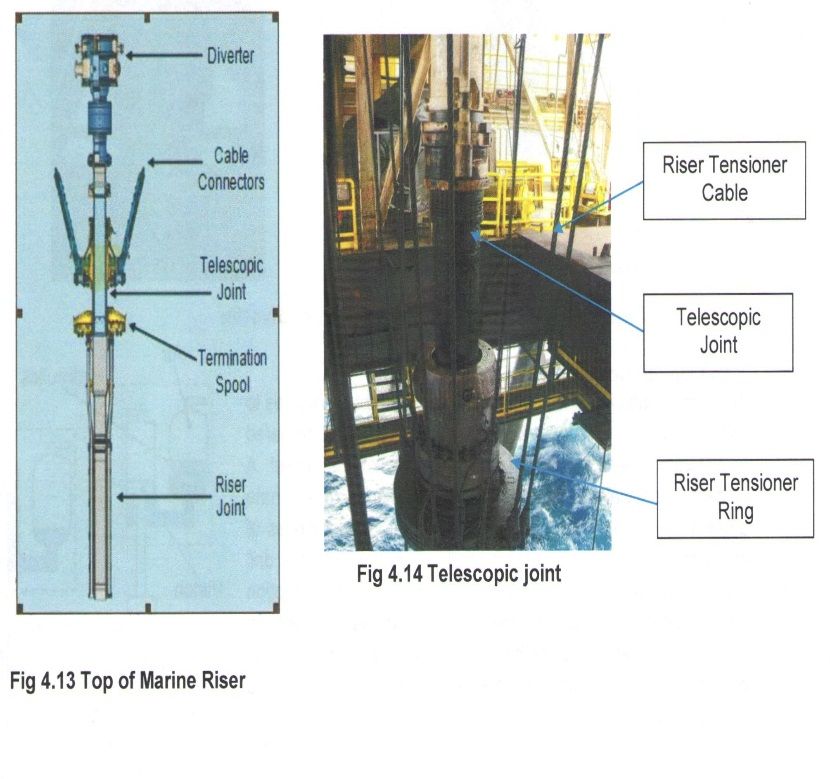 Diverter
Cable
Connectors
Telescopic
Joint
Termination
Spool
Riser
Joint
Fig 4.13 Top of Marine Riser
Riser Tensioner
Cable
Telescopic
Joint
Riser Tensioner
Ring
Fig 4.14 Telescopic joint